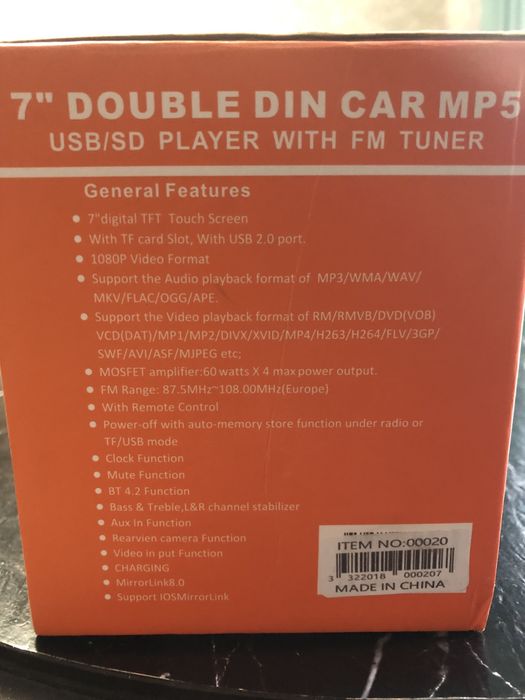 7" DOUBLE DIN CAR MP5
USB/SD PLAYER WITH FM TUNER
General Features
• 7"digital TFT Touch Screen
• With TF card Slot, With USB 2.0 port.
• 1080P Video Format
• Support the Audio playback format of MP3/WMA/WAV/
MKV/FLAC/OGG/APE.
• Support the Video playback format of RM/RMVB/DVD(VOB)
VCD(DAT)/MP1/MP2/DIVX/XVID/MP4/H263/H264/FLV/3GP/
SWF/AVI/ASF/MJPEG etc;
• MOSFET amplifier:60 watts X 4 max power output.
• FM Range: 87.5MHz~108.00MHz(Europe)
• With Remote Control
• Power-off with auto-memory store function under radio or
TF/USB mode
• Clock Function
• Mute Function
• BT 4.2 Function
• Bass & Treble,L&R channel stabilizer
• Aux In Function
• Rearvien camera Function
• Video in put Function
• CHARGING
• MirrorLink8.0
• Support IOSMirrorLink
ITEM NO:00020
3 322018 000207
MADE IN CHINA